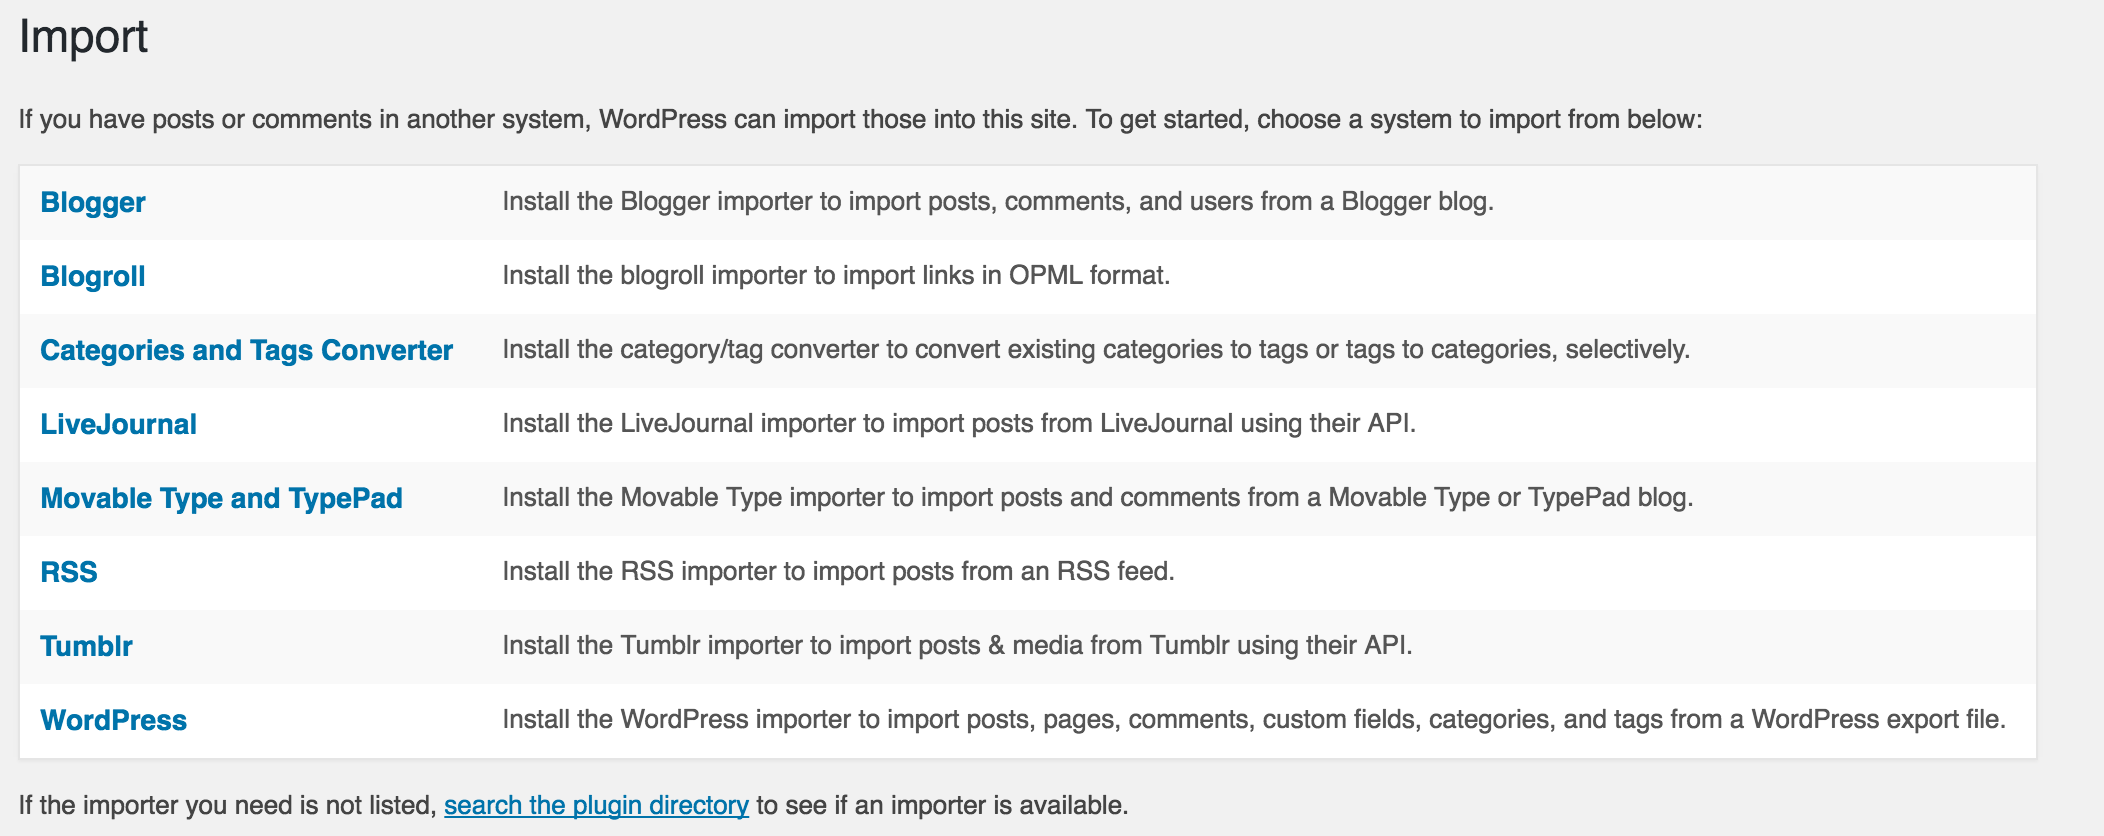 Import
If you have posts or comments in another system, WordPress can import those into this site. To get started, choose a system to import from below:
Blogger Install the Blogger importer to import posts, comments, and users from a Blogger blog.
Blogroll Install the blogroll importer to import links in OPML format.
Categories and Tags Converter Install the category/tag converter to convert existing categories to tags or tags to categories, selectively.
LiveJournal Install the LiveJournal importer to import posts from LiveJournal using their API.
Movable Type and TypePad Install the Movable Type importer to import posts and comments from a Movable Type or TypePad blog.
RSS Install the RSS importer to import posts from an RSS feed.
Tumblr Install the Tumblr importer to import posts & media from Tumblr using their API.
WordPress Install the WordPress importer to import posts, pages, comments, custom fields, categories, and tags from a WordPress export file.
If the importer you need is not listed, search the plugin directory to see if an importer is available.